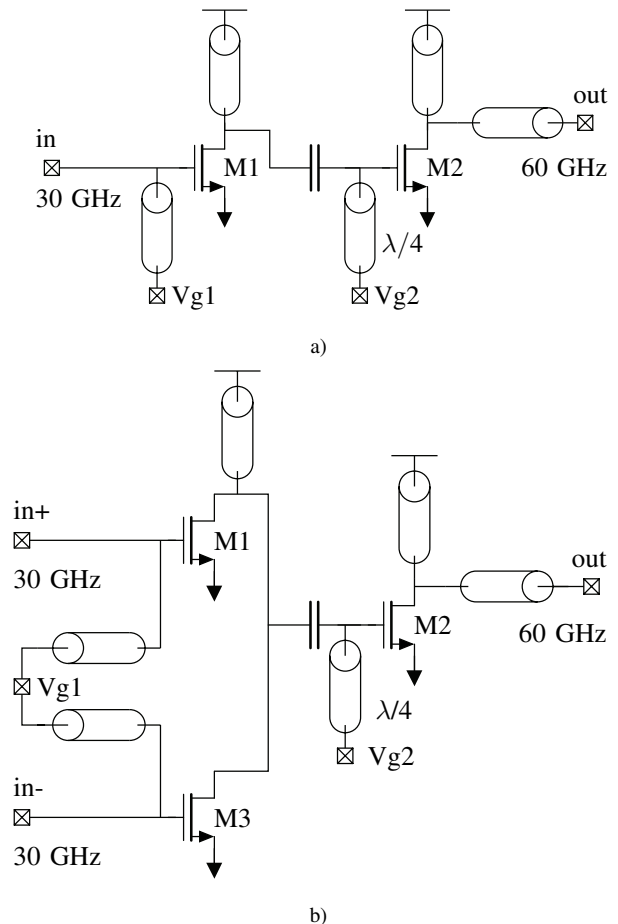 in
30 GHz
M1
Vg1
λ/4
Vg2
M2
out
60 GHz
a)
in+
30 GHz
M1
Vg1
in-
30 GHz
M3
λ/4
Vg2
M2
out
60 GHz
b)